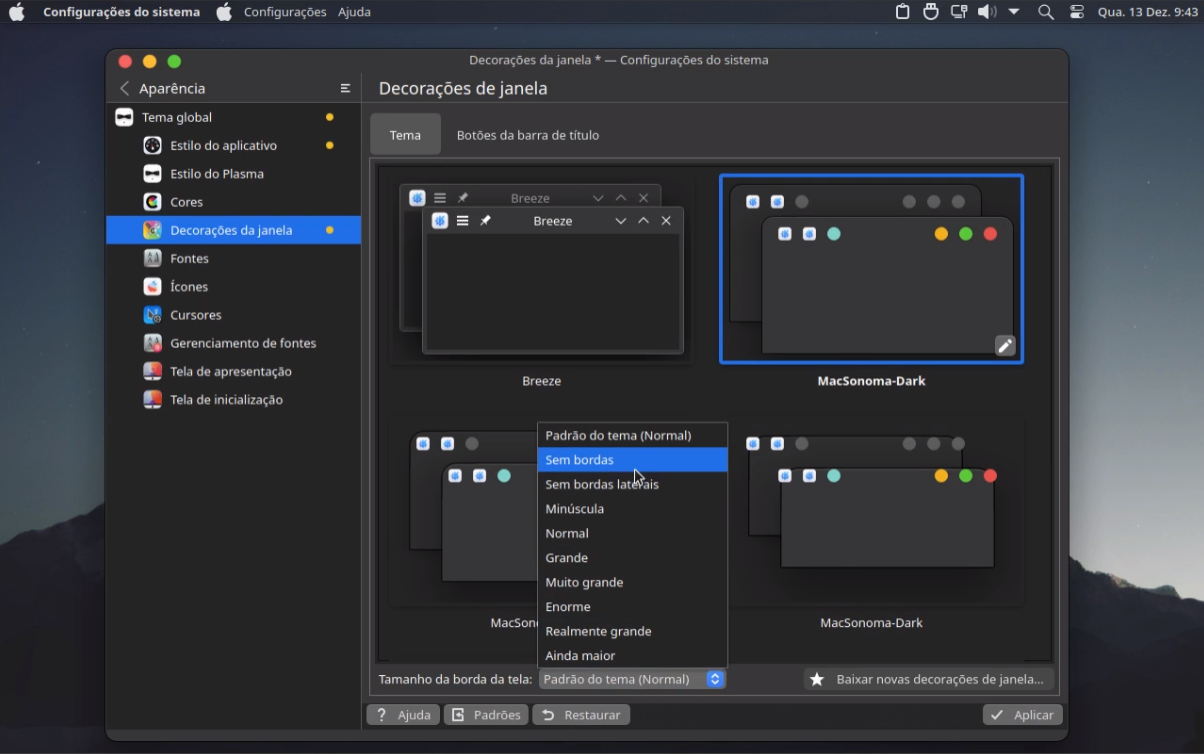 Configurações do sistema Configurações Ajuda Qua. 13 Dez. 9:43
Decorações da janela * — Configurações do sistema
Aparência
Tema global
Estilo do aplicativo
Estilo do Plasma
Cores
Decorações da janela
Fontes
Ícones
Cursores
Gerenciamento de fontes
Tela de apresentação
Tela de inicialização
Decorações de janela
Tema Botões da barra de título
Breeze
Breeze
Breeze
MacSonoma-Dark
MacSon
MacSonoma-Dark
Padrão do tema (Normal)
Sem bordas
Sem bordas laterais
Minúscula
Normal
Grande
Muito grande
Enorme
Realmente grande
Ainda maior
Tamanho da borda da tela: Padrão do tema (Normal) Baixar novas decorações de janela...
? Ajuda Padrões Restaurar Aplicar